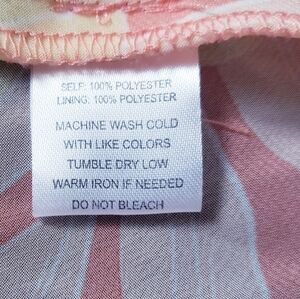 SELF: 100% POLYESTER
LINING: 100% POLYESTER
MACHINE WASH COLD
WITH LIKE COLORS
TUMBLE DRY LOW
WARM IRON IF NEEDED
DO NOT BLEACH